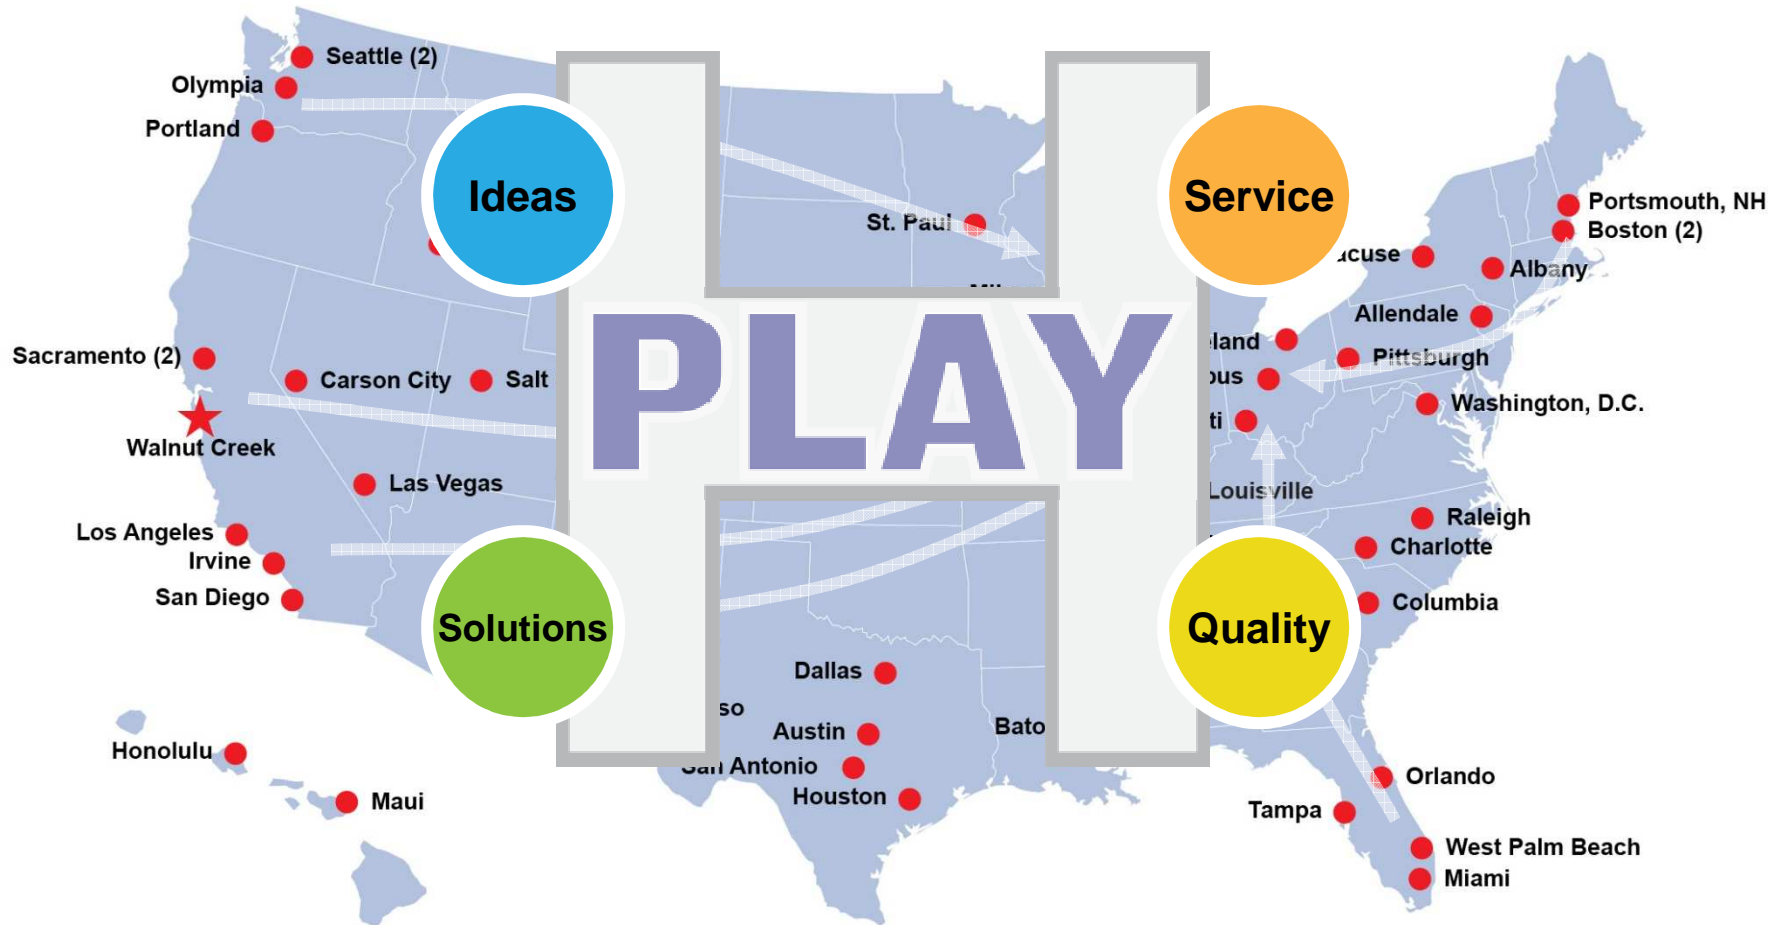 Seattle (2)
Olympia
Portland
Ideas
Service
St. Paul
Portsmouth, NH
Boston (2)
Albany
Allendale
PLAY
Sacramento (2)
Carson City
Salt
Pittsburgh
Washington, D.C.
Walnut Creek
Las Vegas
Louisville
Los Angeles
Irvine
San Diego
Raleigh
Charlotte
Columbia
Solutions
Quality
Dallas
Austin
San Antonio
Houston
Honolulu
Maui
Orlando
Tampa
West Palm Beach
Miami